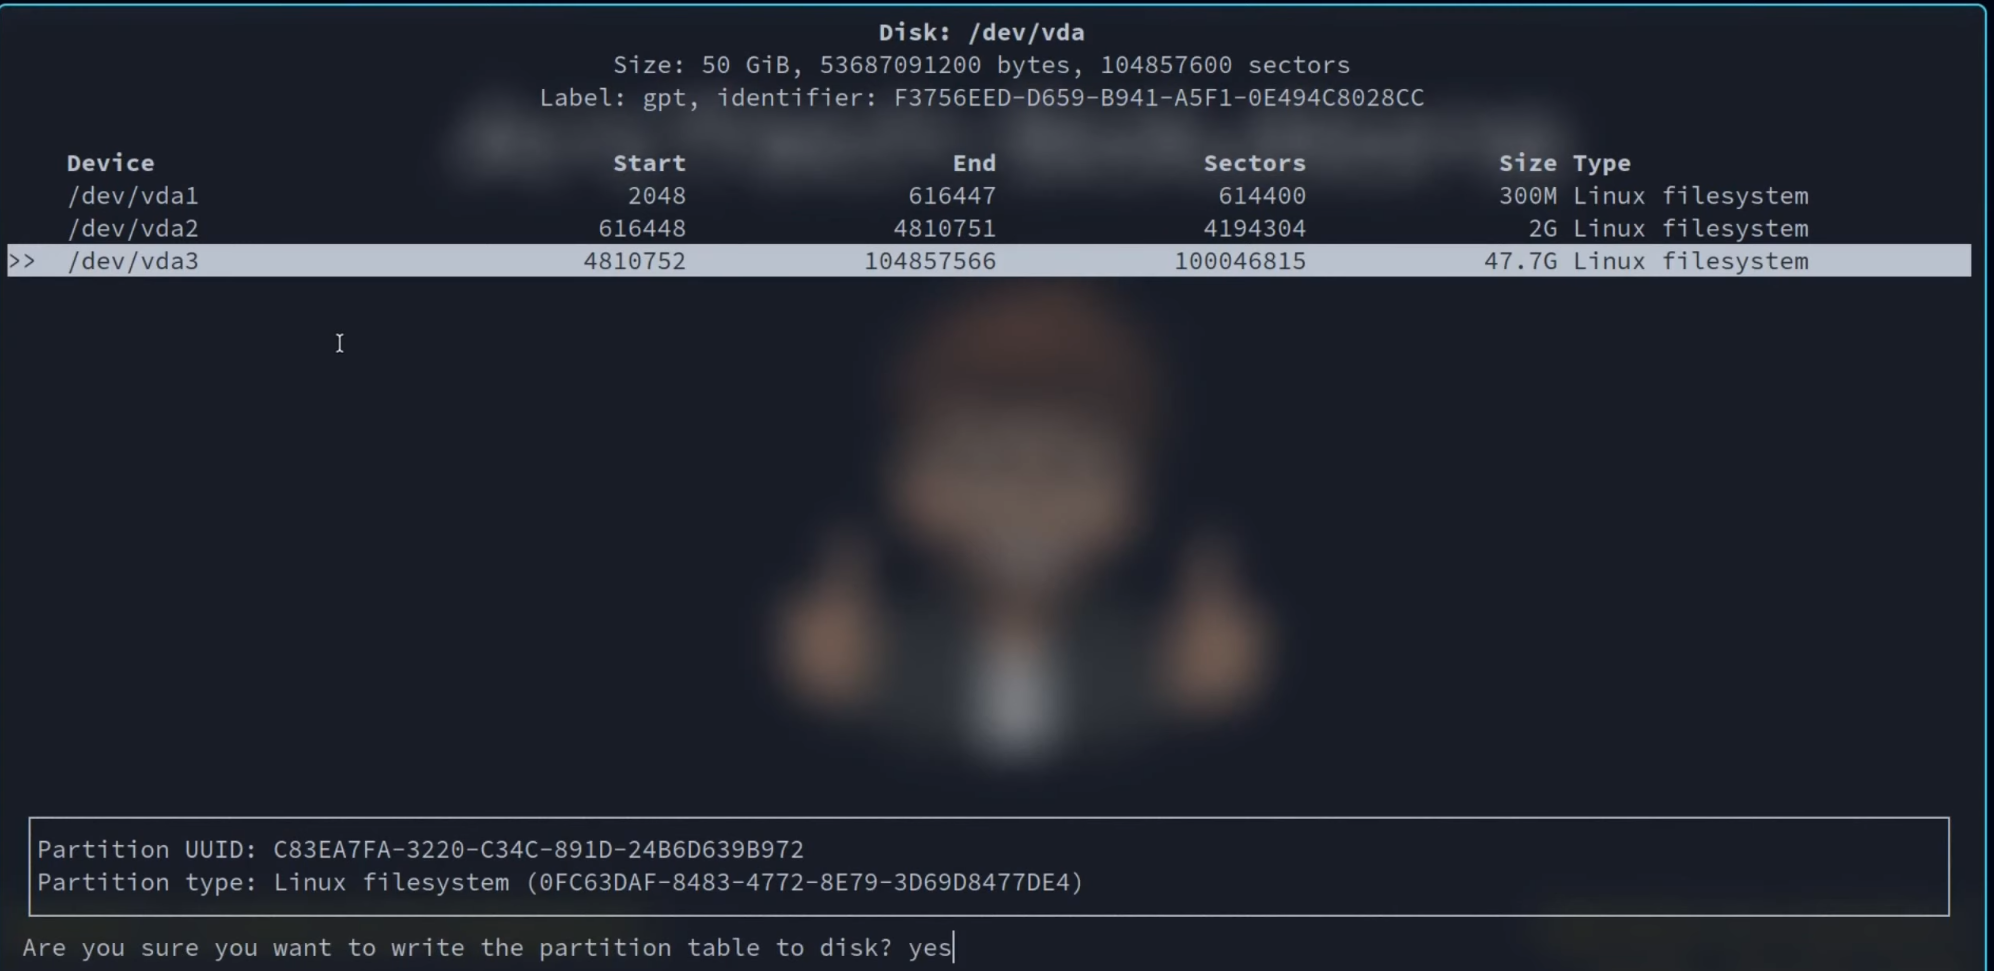 Disk: /dev/vda
Size: 50 GiB, 53687091200 bytes, 104857600 sectors
Label: gpt, identifier: F3756EED-D659-B941-A5F1-0E494C8028CC
Device Start End Sectors Size Type
/dev/vda1 2048 616447 614400 300M Linux filesystem
/dev/vda2 616448 4810751 4194304 2G Linux filesystem
>> /dev/vda3 4810752 104857566 100046815 47.7G Linux filesystem
Partition UUID: C83EA7FA-3220-C34C-891D-24B6D639B972
Partition type: Linux filesystem (0FC63DAF-8483-4772-8E79-3D69D8477DE4)
Are you sure you want to write the partition table to disk? yes